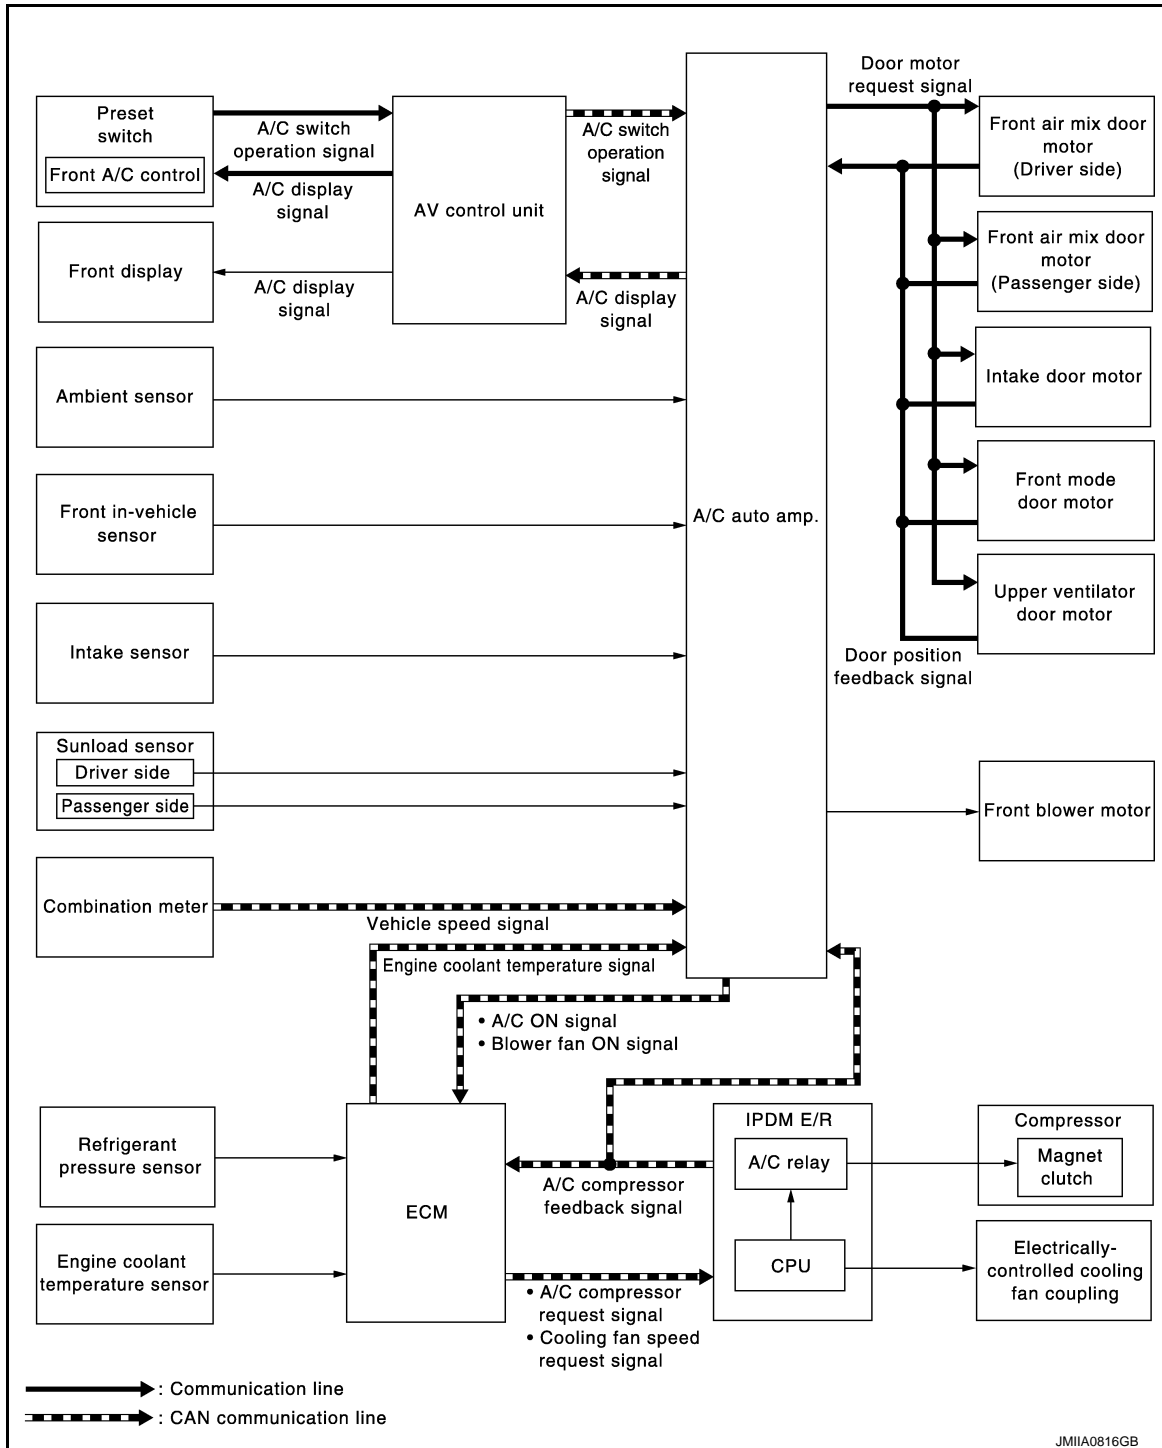 Preset
switch
Front A/C control
A/C switch
operation signal
A/C display
signal
AV control unit
A/C switch
operation
signal
Front display
A/C display
signal
A/C display
signal
Ambient sensor
Front in-vehicle
sensor
Intake sensor
Sunload sensor
Driver side
Passenger side
Combination meter
Vehicle speed signal
Engine coolant temperature signal
A/C auto amp.
Door motor
request signal
Front air mix door
motor
(Driver side)
Front air mix door
motor
(Passenger side)
Intake door motor
Front mode
door motor
Upper ventilator
door motor
Door position
feedback signal
Front blower motor
• A/C ON signal
• Blower fan ON signal
Refrigerant
pressure sensor
Engine coolant
temperature sensor
ECM
A/C compressor
feedback signal
• A/C compressor
request signal
• Cooling fan speed
request signal
IPDM E/R
A/C relay
CPU
Compressor
Magnet
clutch
Electrically-
controlled cooling
fan coupling
: Communication line
: CAN communication line
JMIIA0816GB